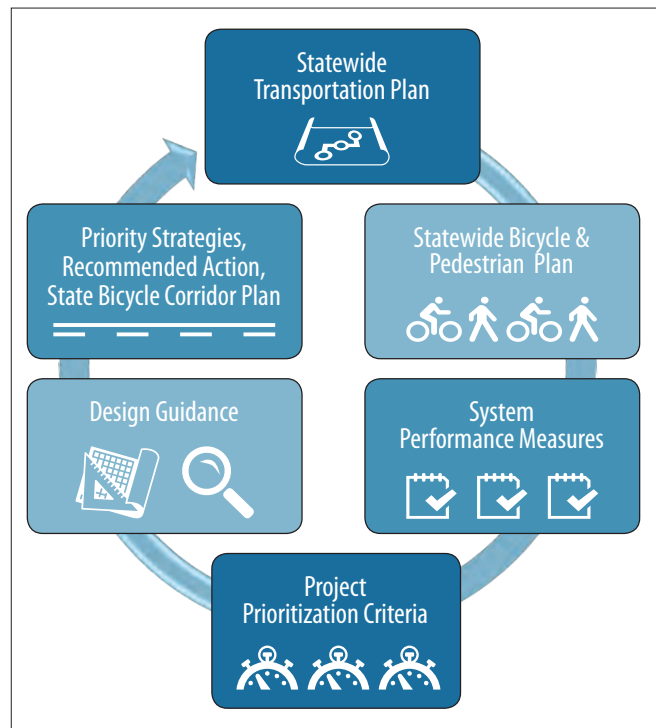 Statewide
Transportation Plan
Statewide Bicycle &
Pedestrian Plan
System
Performance Measures
Project
Prioritization Criteria
Design Guidance
Priority Strategies,
Recommended Action,
State Bicycle Corridor Plan